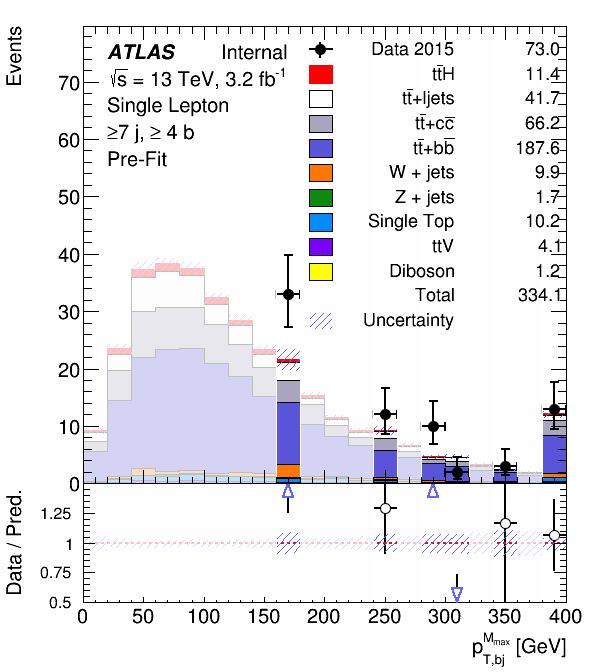 Events
ATLAS Internal
√s = 13 TeV, 3.2 fb⁻¹
Single Lepton
≥7 j, ≥ 4 b
Pre-Fit
Data 2015 73.0
tt̄H 11.4
tt̄+ljets 41.7
tt̄+cc̄ 66.2
tt̄+bb̄ 187.6
W + jets 9.9
Z + jets 1.7
Single Top 10.2
ttV 4.1
Diboson 1.2
Total 334.1
Uncertainty
70
60
50
40
30
20
10
0
Data / Pred.
1.25
1
0.75
0.5
0 50 100 150 200 250 300 350 400
p_{T,bj}^{M_{max}} [GeV]